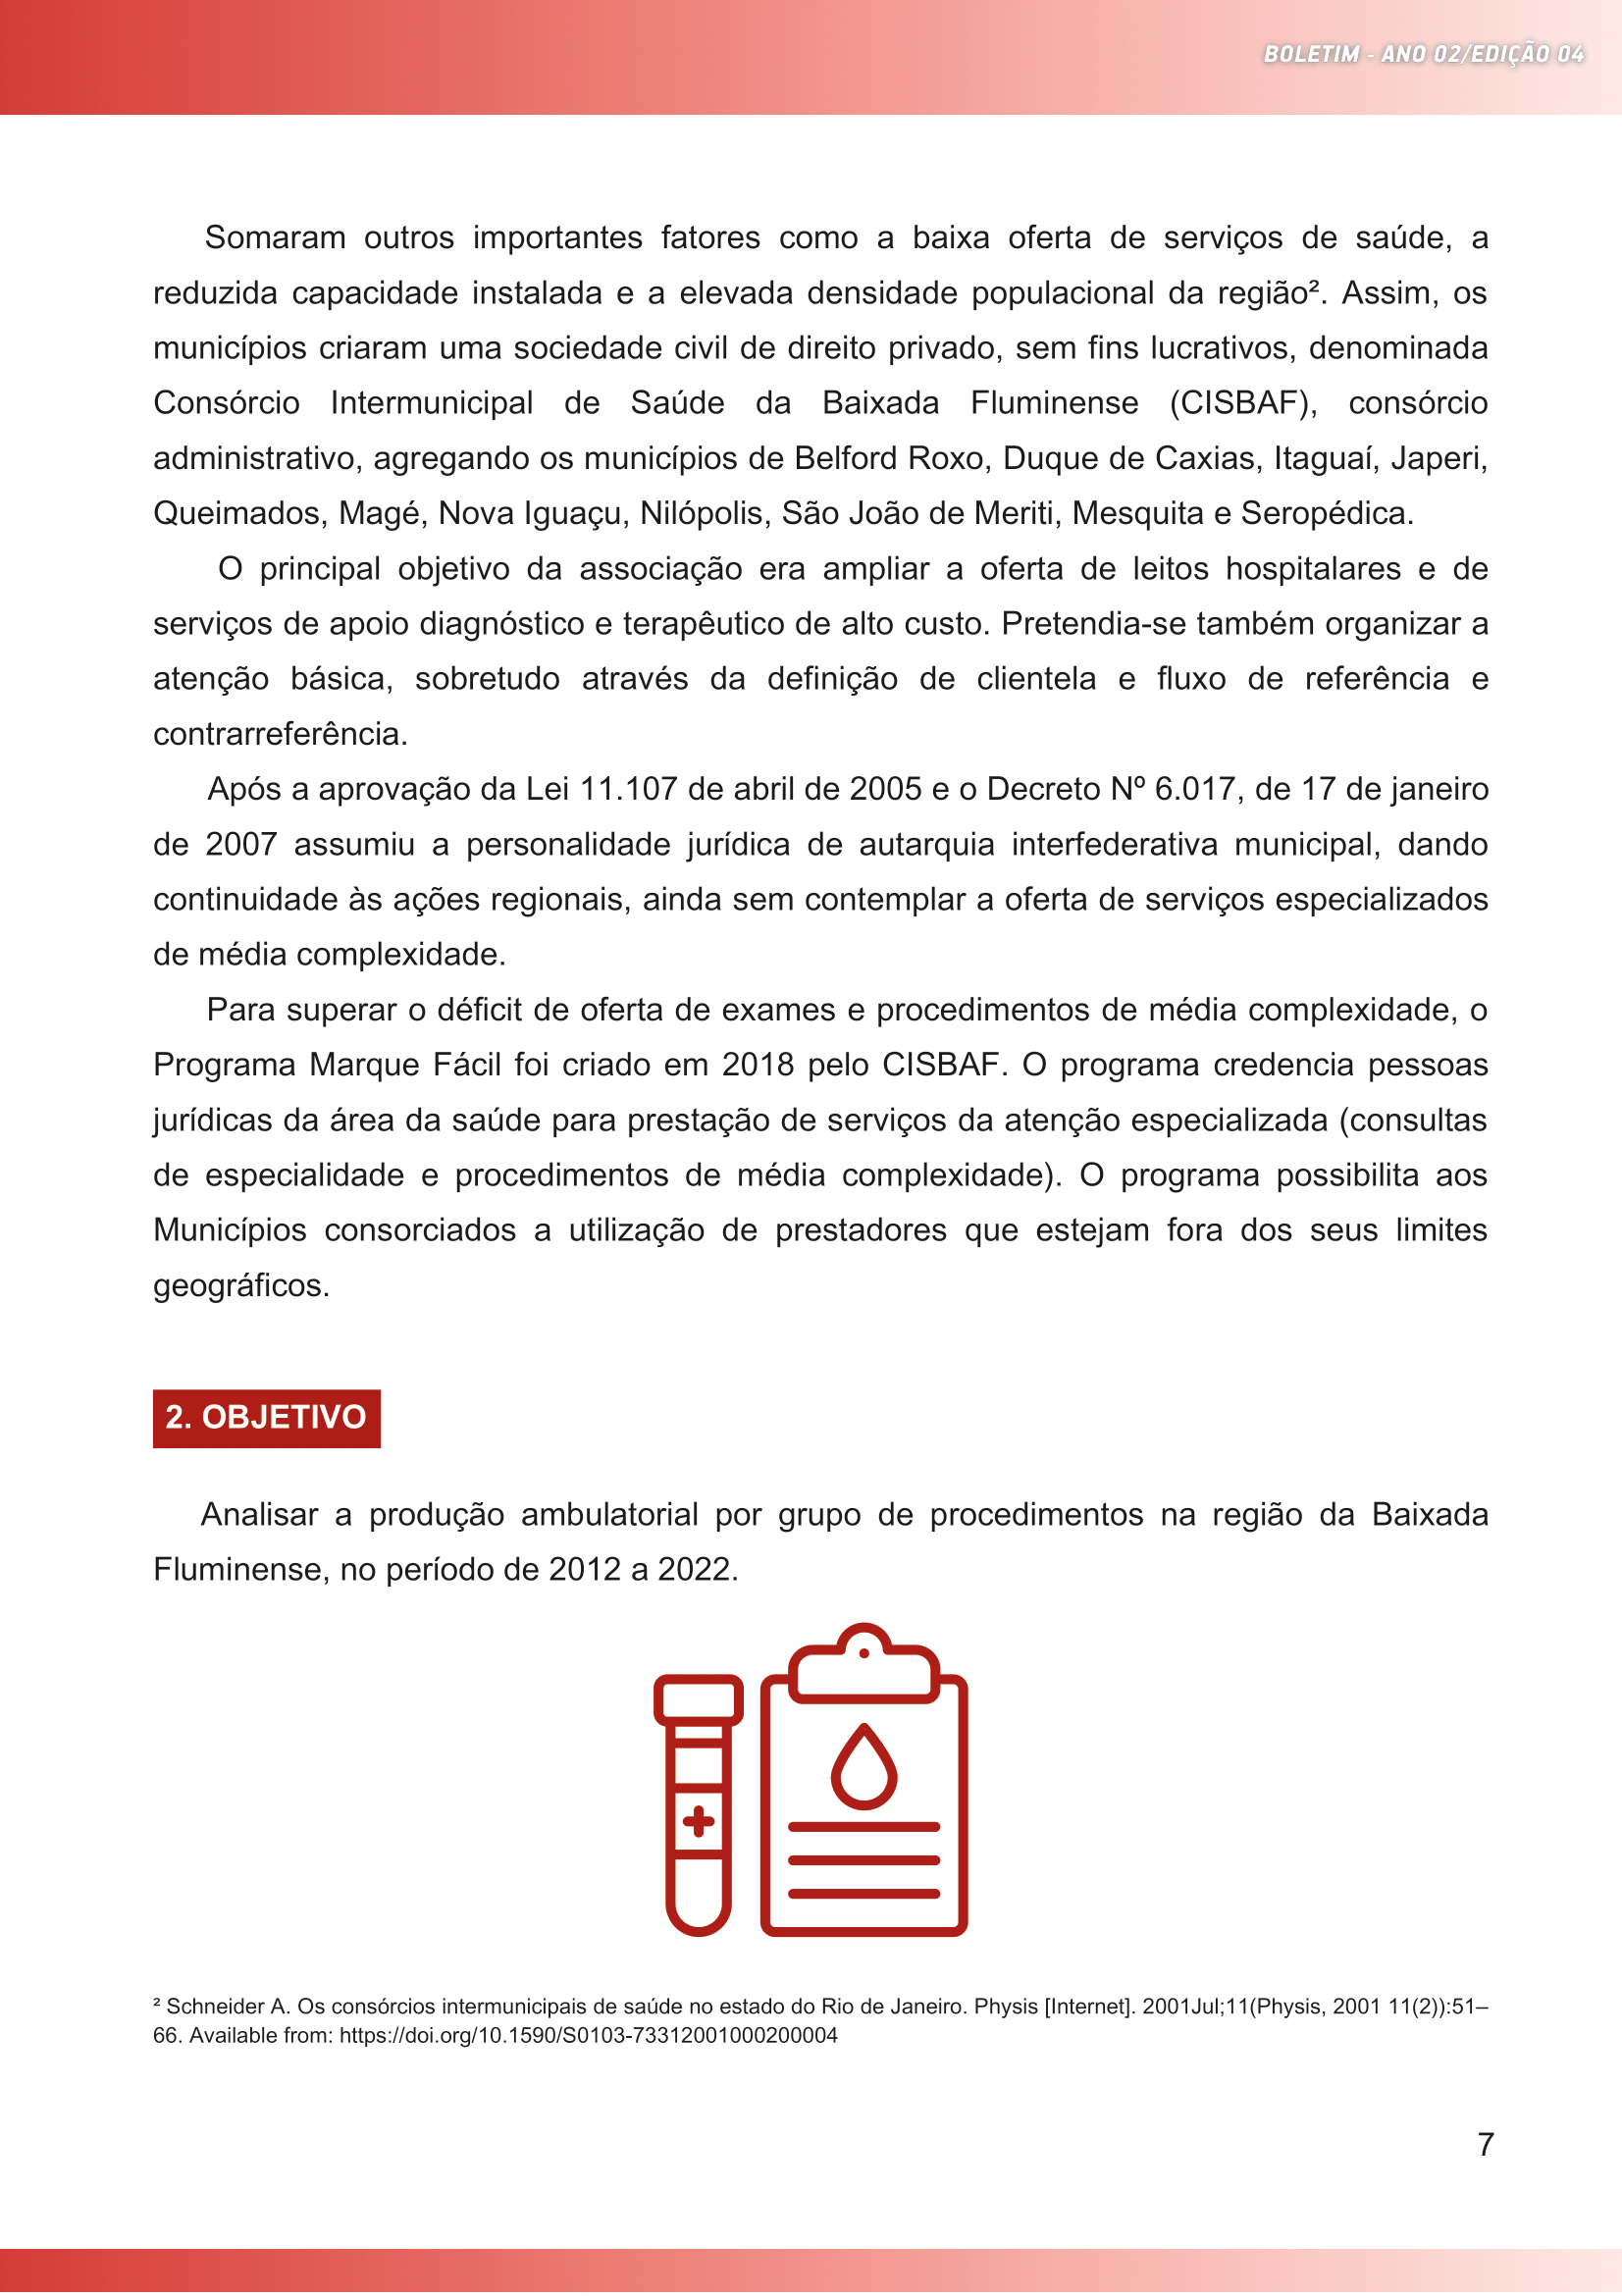 BOLETIM - ANO 02/EDIÇÃO 04
Somaram outros importantes fatores como a baixa oferta de serviços de saúde, a
reduzida capacidade instalada e a elevada densidade populacional da região². Assim, os
municípios criaram uma sociedade civil de direito privado, sem fins lucrativos, denominada
Consórcio Intermunicipal de Saúde da Baixada Fluminense (CISBAF), consórcio
administrativo, agregando os municípios de Belford Roxo, Duque de Caxias, Itaguaí, Japeri,
Queimados, Magé, Nova Iguaçu, Nilópolis, São João de Meriti, Mesquita e Seropédica.
O principal objetivo da associação era ampliar a oferta de leitos hospitalares e de
serviços de apoio diagnóstico e terapêutico de alto custo. Pretendia-se também organizar a
atenção básica, sobretudo através da definição de clientela e fluxo de referência e
contrarreferência.
Após a aprovação da Lei 11.107 de abril de 2005 e o Decreto Nº 6.017, de 17 de janeiro
de 2007 assumiu a personalidade jurídica de autarquia interfederativa municipal, dando
continuidade às ações regionais, ainda sem contemplar a oferta de serviços especializados
de média complexidade.
Para superar o déficit de oferta de exames e procedimentos de média complexidade, o
Programa Marque Fácil foi criado em 2018 pelo CISBAF. O programa credencia pessoas
jurídicas da área da saúde para prestação de serviços da atenção especializada (consultas
de especialidade e procedimentos de média complexidade). O programa possibilita aos
Municípios consorciados a utilização de prestadores que estejam fora dos seus limites
geográficos.
2. OBJETIVO
Analisar a produção ambulatorial por grupo de procedimentos na região da Baixada
Fluminense, no período de 2012 a 2022.
² Schneider A. Os consórcios intermunicipais de saúde no estado do Rio de Janeiro. Physis [Internet]. 2001Jul;11(Physis, 2001 11(2)):51–
66. Available from: https://doi.org/10.1590/S0103-73312001000200004
7